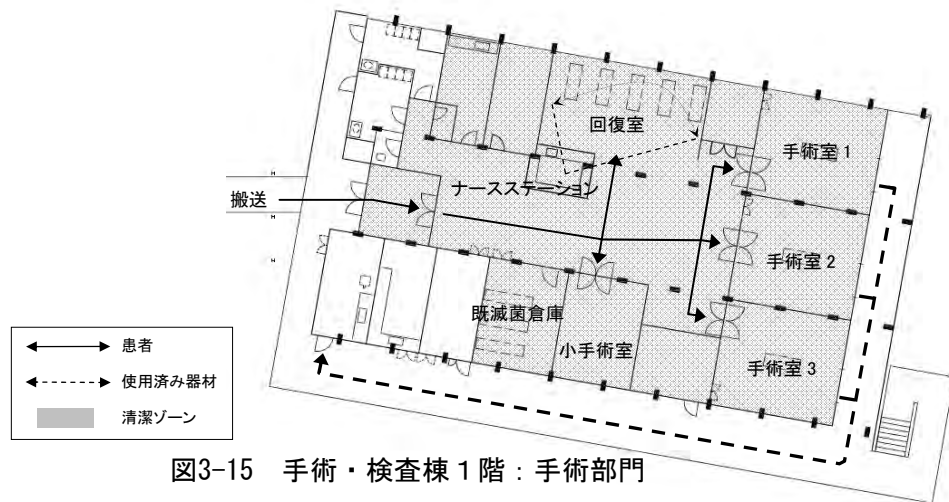 回復室
手術室1
ナースステーション
搬送
手術室2
既滅菌倉庫
小手術室
手術室3
患者
使用済み器材
清潔ゾーン
図3-15 手術・検査棟1階：手術部門